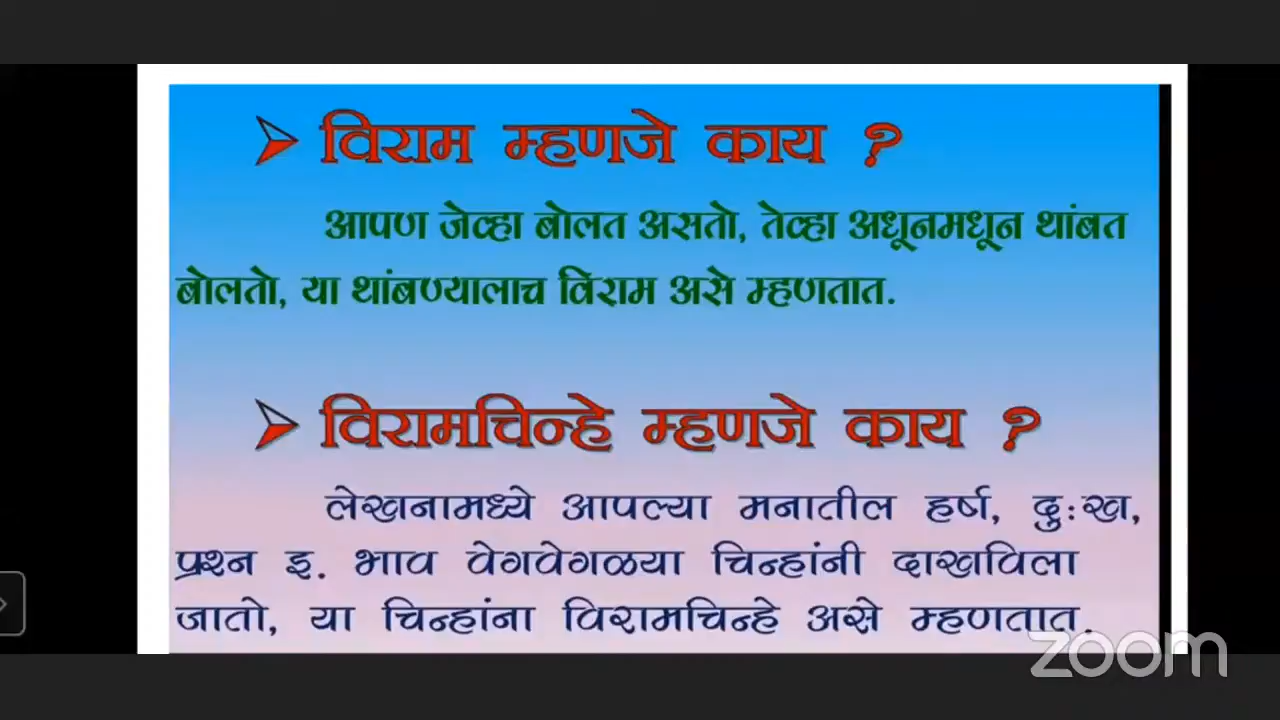 विराम म्हणजे काय ?
आपण जेव्हा बोलत असतो, तेव्हा अधूनमधून थांबत
बोलतो, या थांबण्यालाच विराम असे म्हणतात.
विरामचिन्हे म्हणजे काय ?
लेखनामध्ये आपल्या मनातील हर्ष, दुःख,
प्रश्न इ. भाव वेगवेगळया चिन्हांनी दाखविला
जातो, या चिन्हांना विरामचिन्हे असे म्हणतात.
zoom